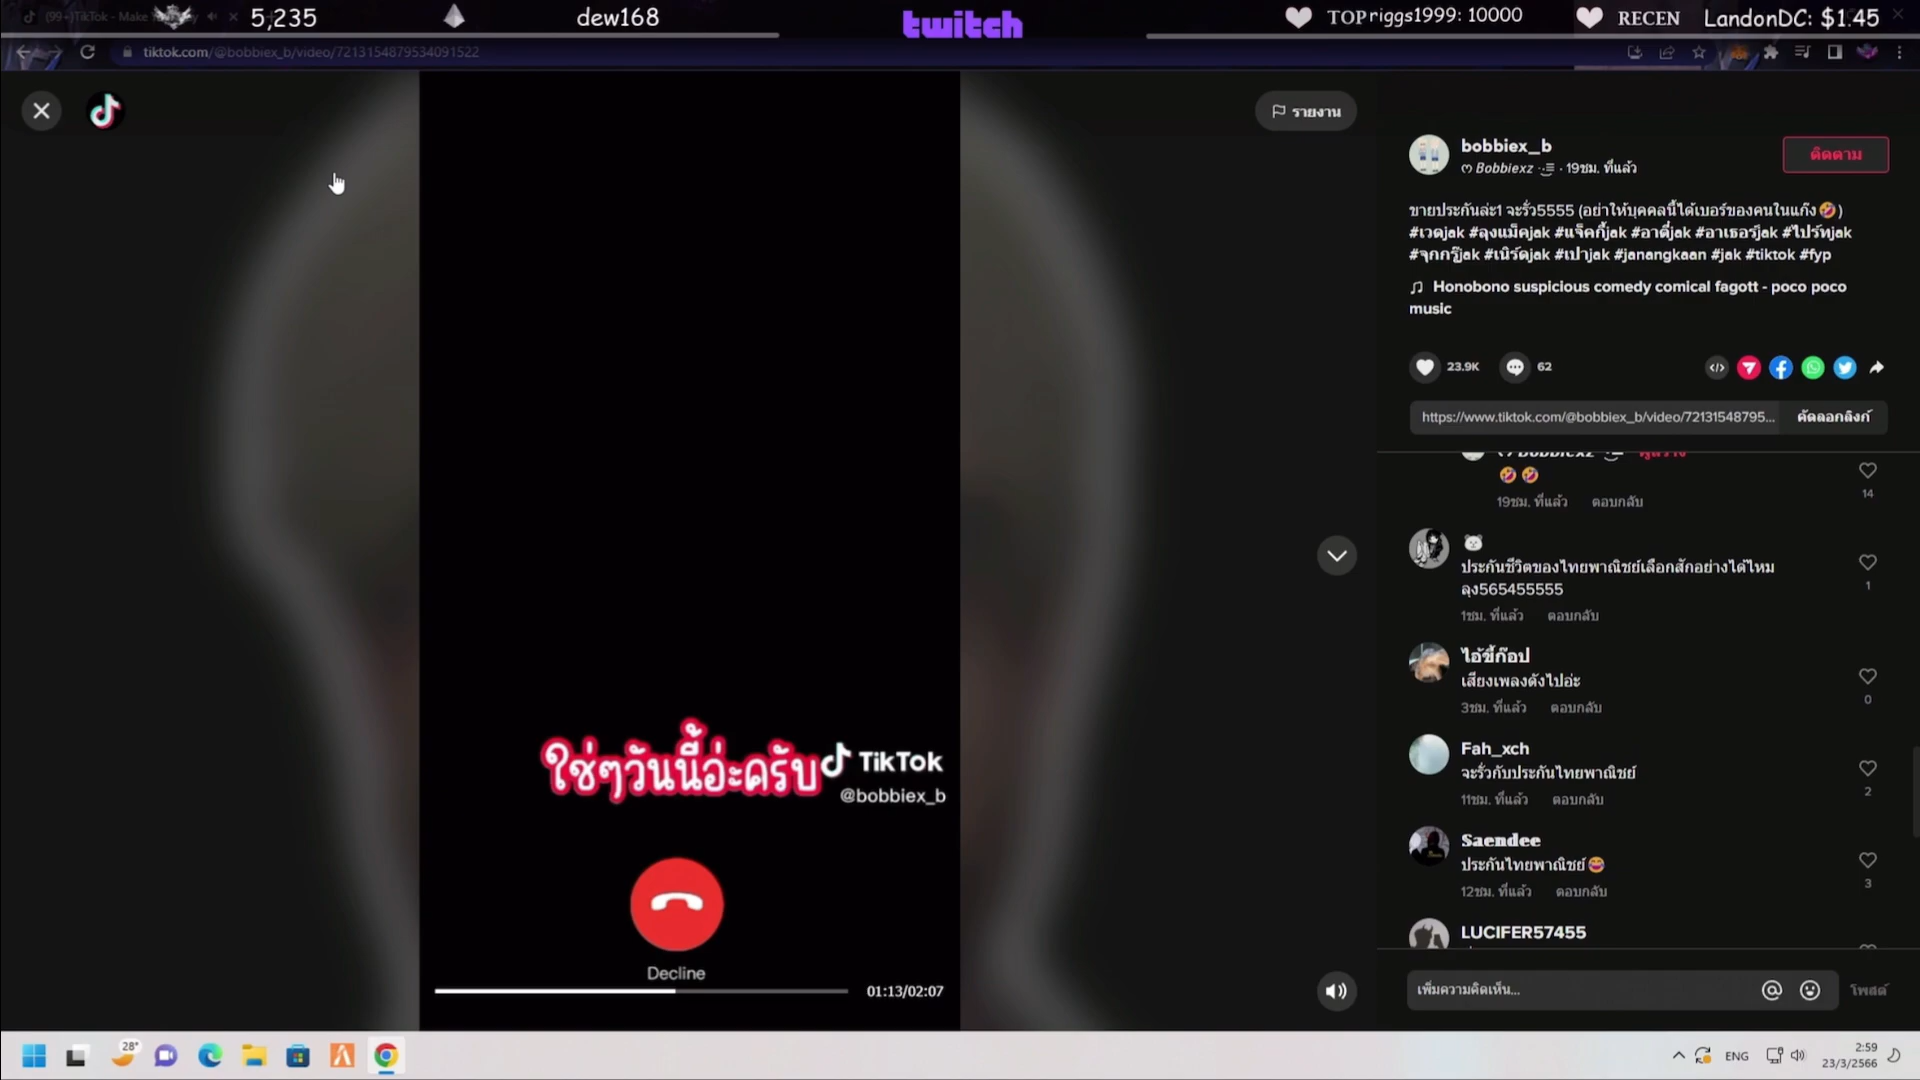 (99+) TikTok - Make
5,235
dew168
twitch
TOP riggs1999: 10000
RECEN LandonDC: $1.45
tiktok.com/@bobbiex_b/video/7213154879534091522
รายงาน
bobbiex_b
Bobbiexz · 19ชม. ที่แล้ว
ติดตาม
ขายประกันล่ะ1 จะรั่ว5555 (อย่าให้บุคคลนี้ได้เบอร์ของคนในแก๊ง🤣)
#เวดjak #ลุงแม็คjak #แจ็คกี้jak #อาตี๋jak #อาเธอร์jak #ไปร์ทjak
#จุกกรู๊jak #เนิร์ดjak #เปาjak #janangkaan #jak #tiktok #fyp
♫ Honobono suspicious comedy comical fagott - poco poco
music
23.9K
62
https://www.tiktok.com/@bobbiex_b/video/72131548795...
คัดลอกลิงก์
🤣 🤣
14
19ชม. ที่แล้ว ตอบกลับ
ประกันชีวิตของไทยพาณิชย์เลือกสักอย่างได้ไหม
ลุง565455555
1
1ชม. ที่แล้ว ตอบกลับ
ไอ้ขี้ก๊อป
เสียงเพลงดังไปอ่ะ
0
3ชม. ที่แล้ว ตอบกลับ
Fah_xch
จะรั่วกับประกันไทยพาณิชย์
2
11ชม. ที่แล้ว ตอบกลับ
Saendee
ประกันไทยพาณิชย์😂
3
12ชม. ที่แล้ว ตอบกลับ
LUCIFER57455
ใช่ๆวันนี้อ่ะครับ
TikTok
@bobbiex_b
Decline
01:13/02:07
เพิ่มความคิดเห็น...
โพสต์
28°
ENG
2:59
23/3/2566